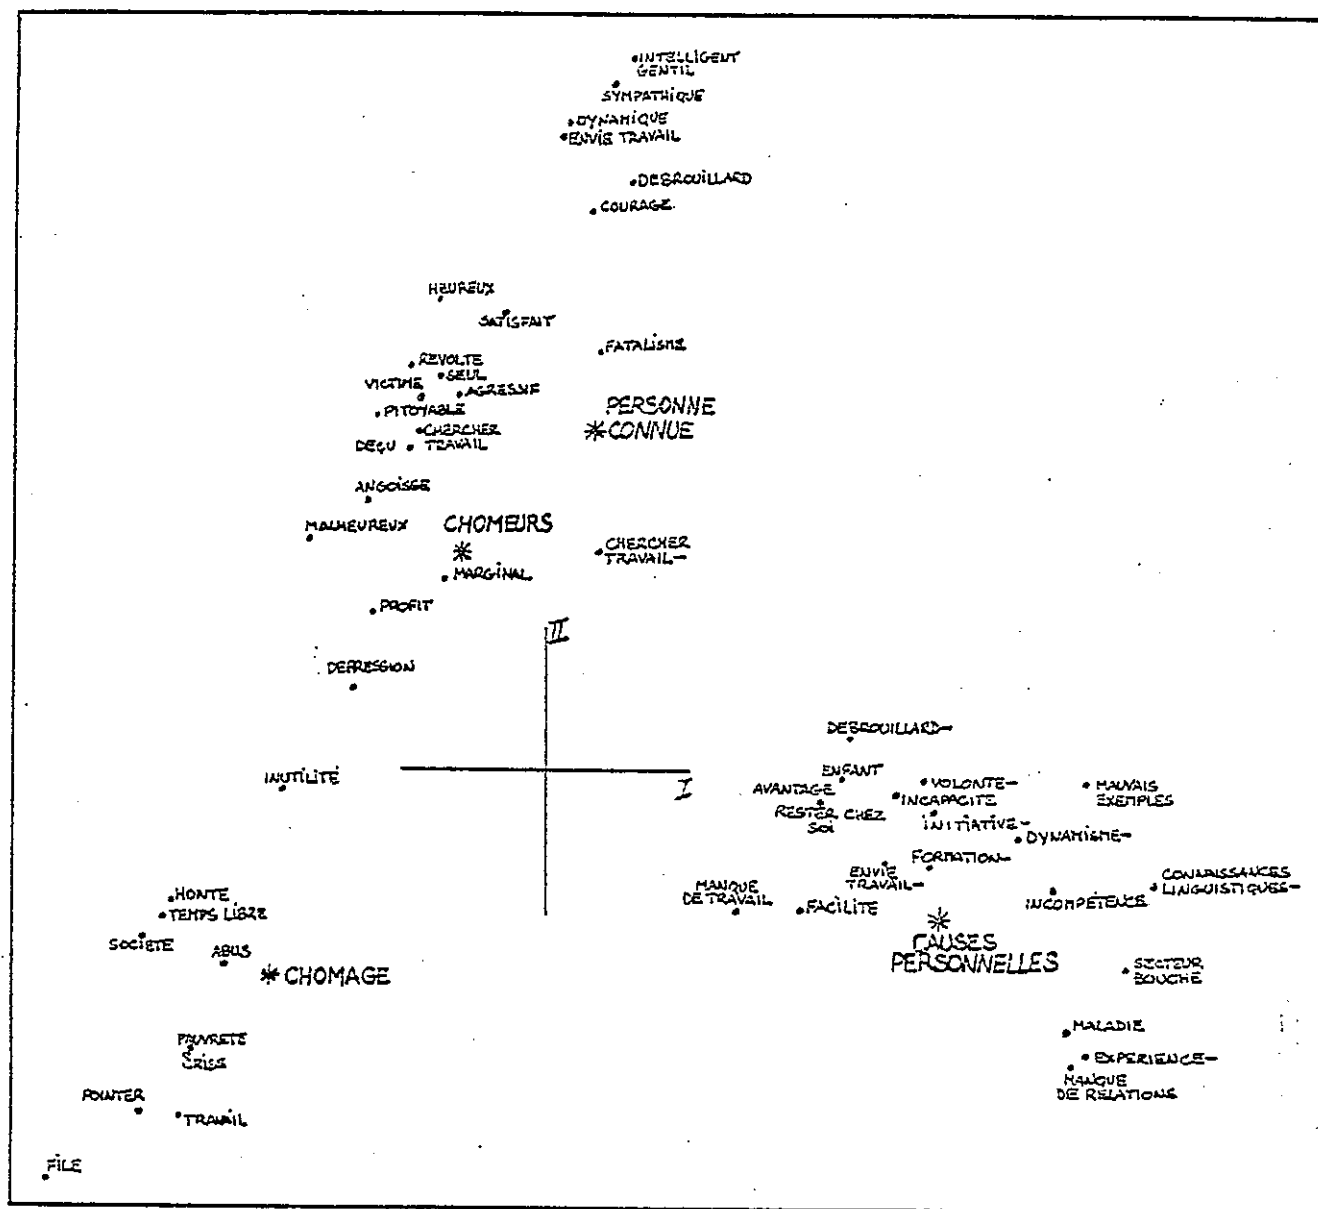 INTELLIGENT
GENTIL
SYMPATHIQUE
DYNAMIQUE
ENVIE TRAVAIL
DEBROUILLARD
COURAGE
HEUREUX
SATISFAIT
FATALISME
REVOLTE
SEUL
VICTIME
AGRESSIF
PITOYABLE
PERSONNE
CONNUE
CHERCHER
TRAVAIL
DEÇU
ANGOISSE
MALHEUREUX
CHOMEURS
CHERCHER
TRAVAIL-
MARGINAL
PROFIT
II
DEPRESSION
DEBROUILLARD-
INUTILITÉ
I
ENFANT
AVANTAGE
VOLONTE-
MAUVAIS
EXEMPLES
INCAPACITE
RESTER CHEZ
SOI
INITIATIVE-
DYNAMISME-
FORMATION-
ENVIE
TRAVAIL-
CONNAISSANCES
LINGUISTIQUES-
MANQUE
DE TRAVAIL
FACILITE
INCOMPÉTENCE
HONTE
TEMPS LIBRE
SOCIETE
ABUS
CAUSES
PERSONNELLES
CHOMAGE
SECTEUR
BOUCHÉ
MALADIE
PAUVRETE
CRISE
EXPERIENCE-
MANQUE
DE RELATIONS
POINTER
TRAVAIL
FILE